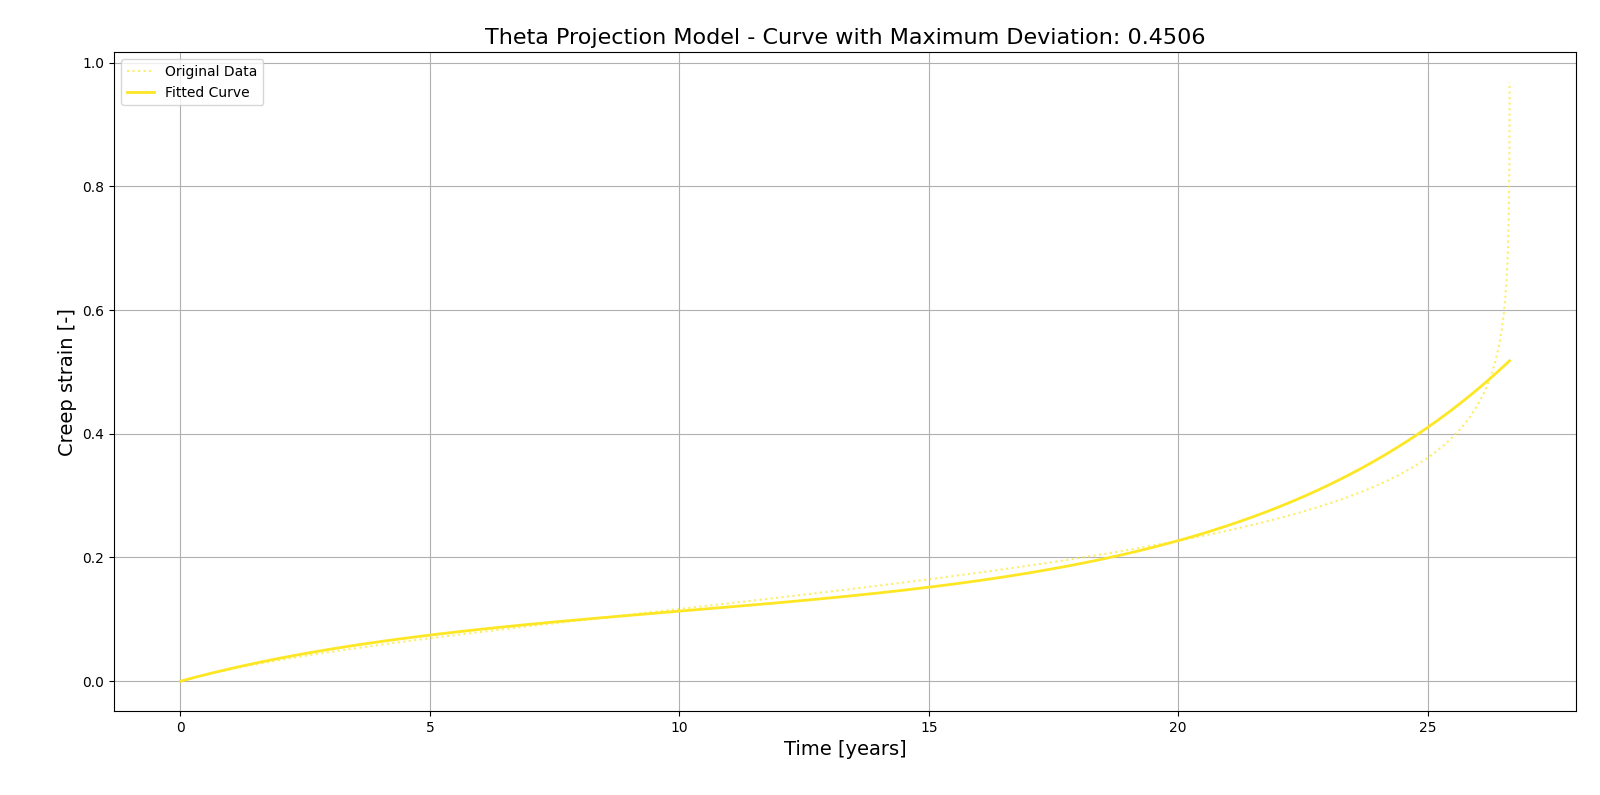 Theta Projection Model - Curve with Maximum Deviation: 0.4506
Original Data
Fitted Curve
Creep strain [-]
1.0
0.8
0.6
0.4
0.2
0.0
0 5 10 15 20 25
Time [years]